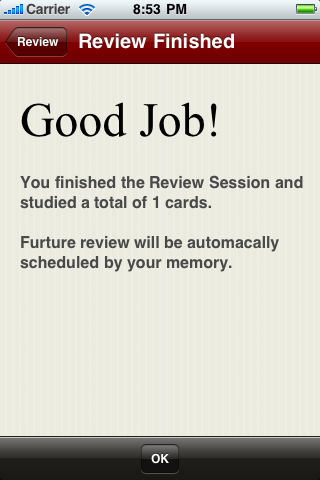 Carrier 8:53 PM
Review Review Finished
Good Job!
You finished the Review Session and
studied a total of 1 cards.
Furture review will be automacally
scheduled by your memory.
OK